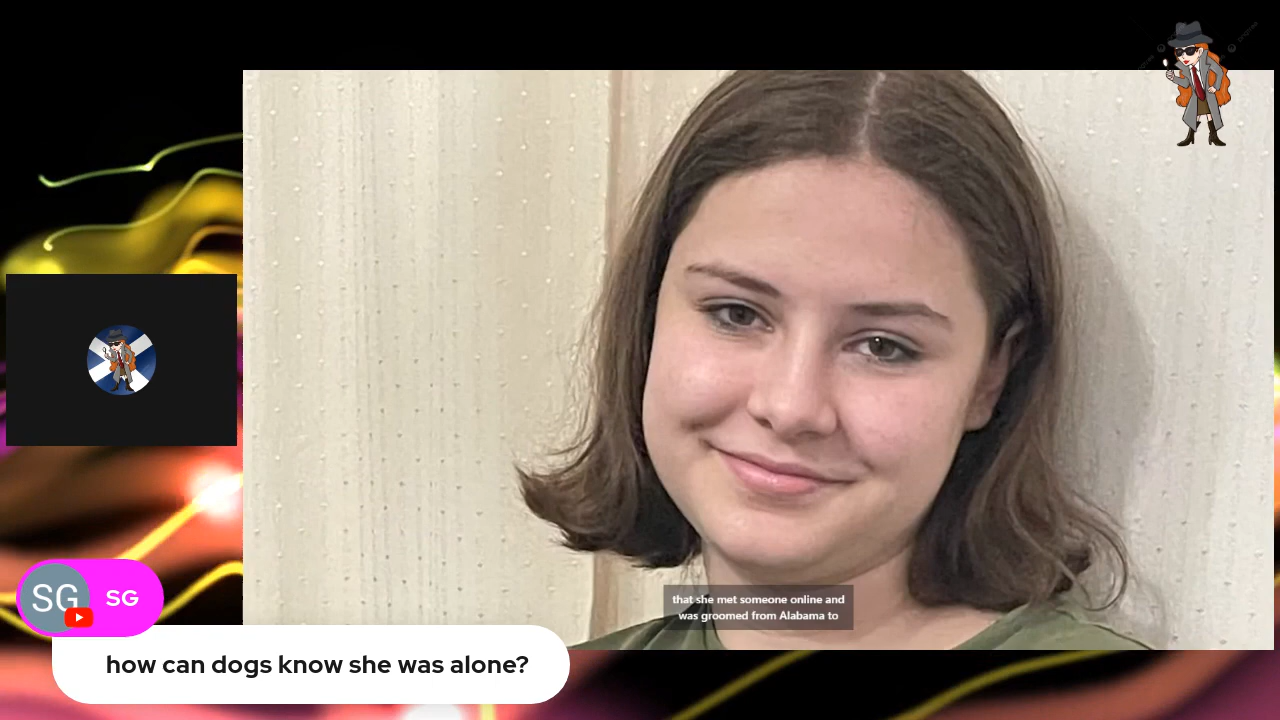 that she met someone online and
was groomed from Alabama to
SG SG
how can dogs know she was alone?